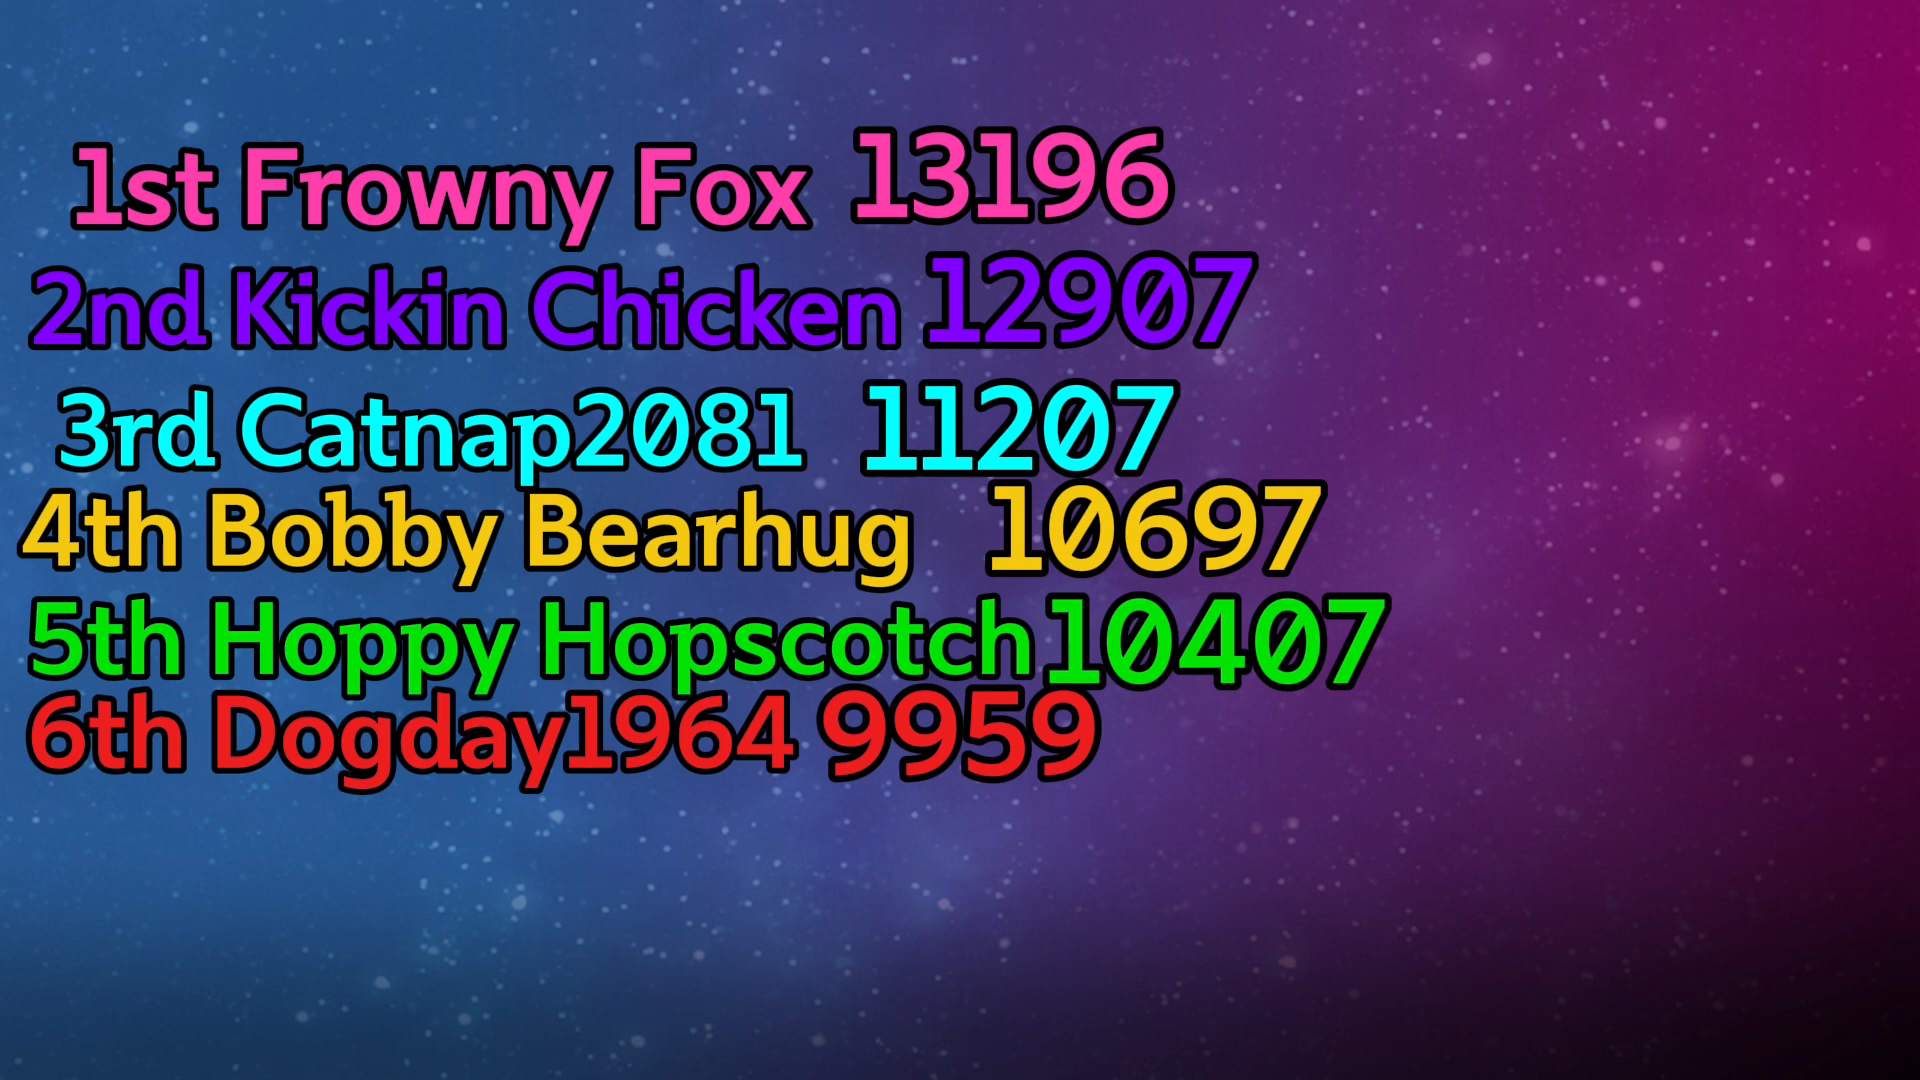 1st Frowny Fox 13196
2nd Kickin Chicken 12907
3rd Catnap2081 11207
4th Bobby Bearhug 10697
5th Hoppy Hopscotch 10407
6th Dogday1964 9959